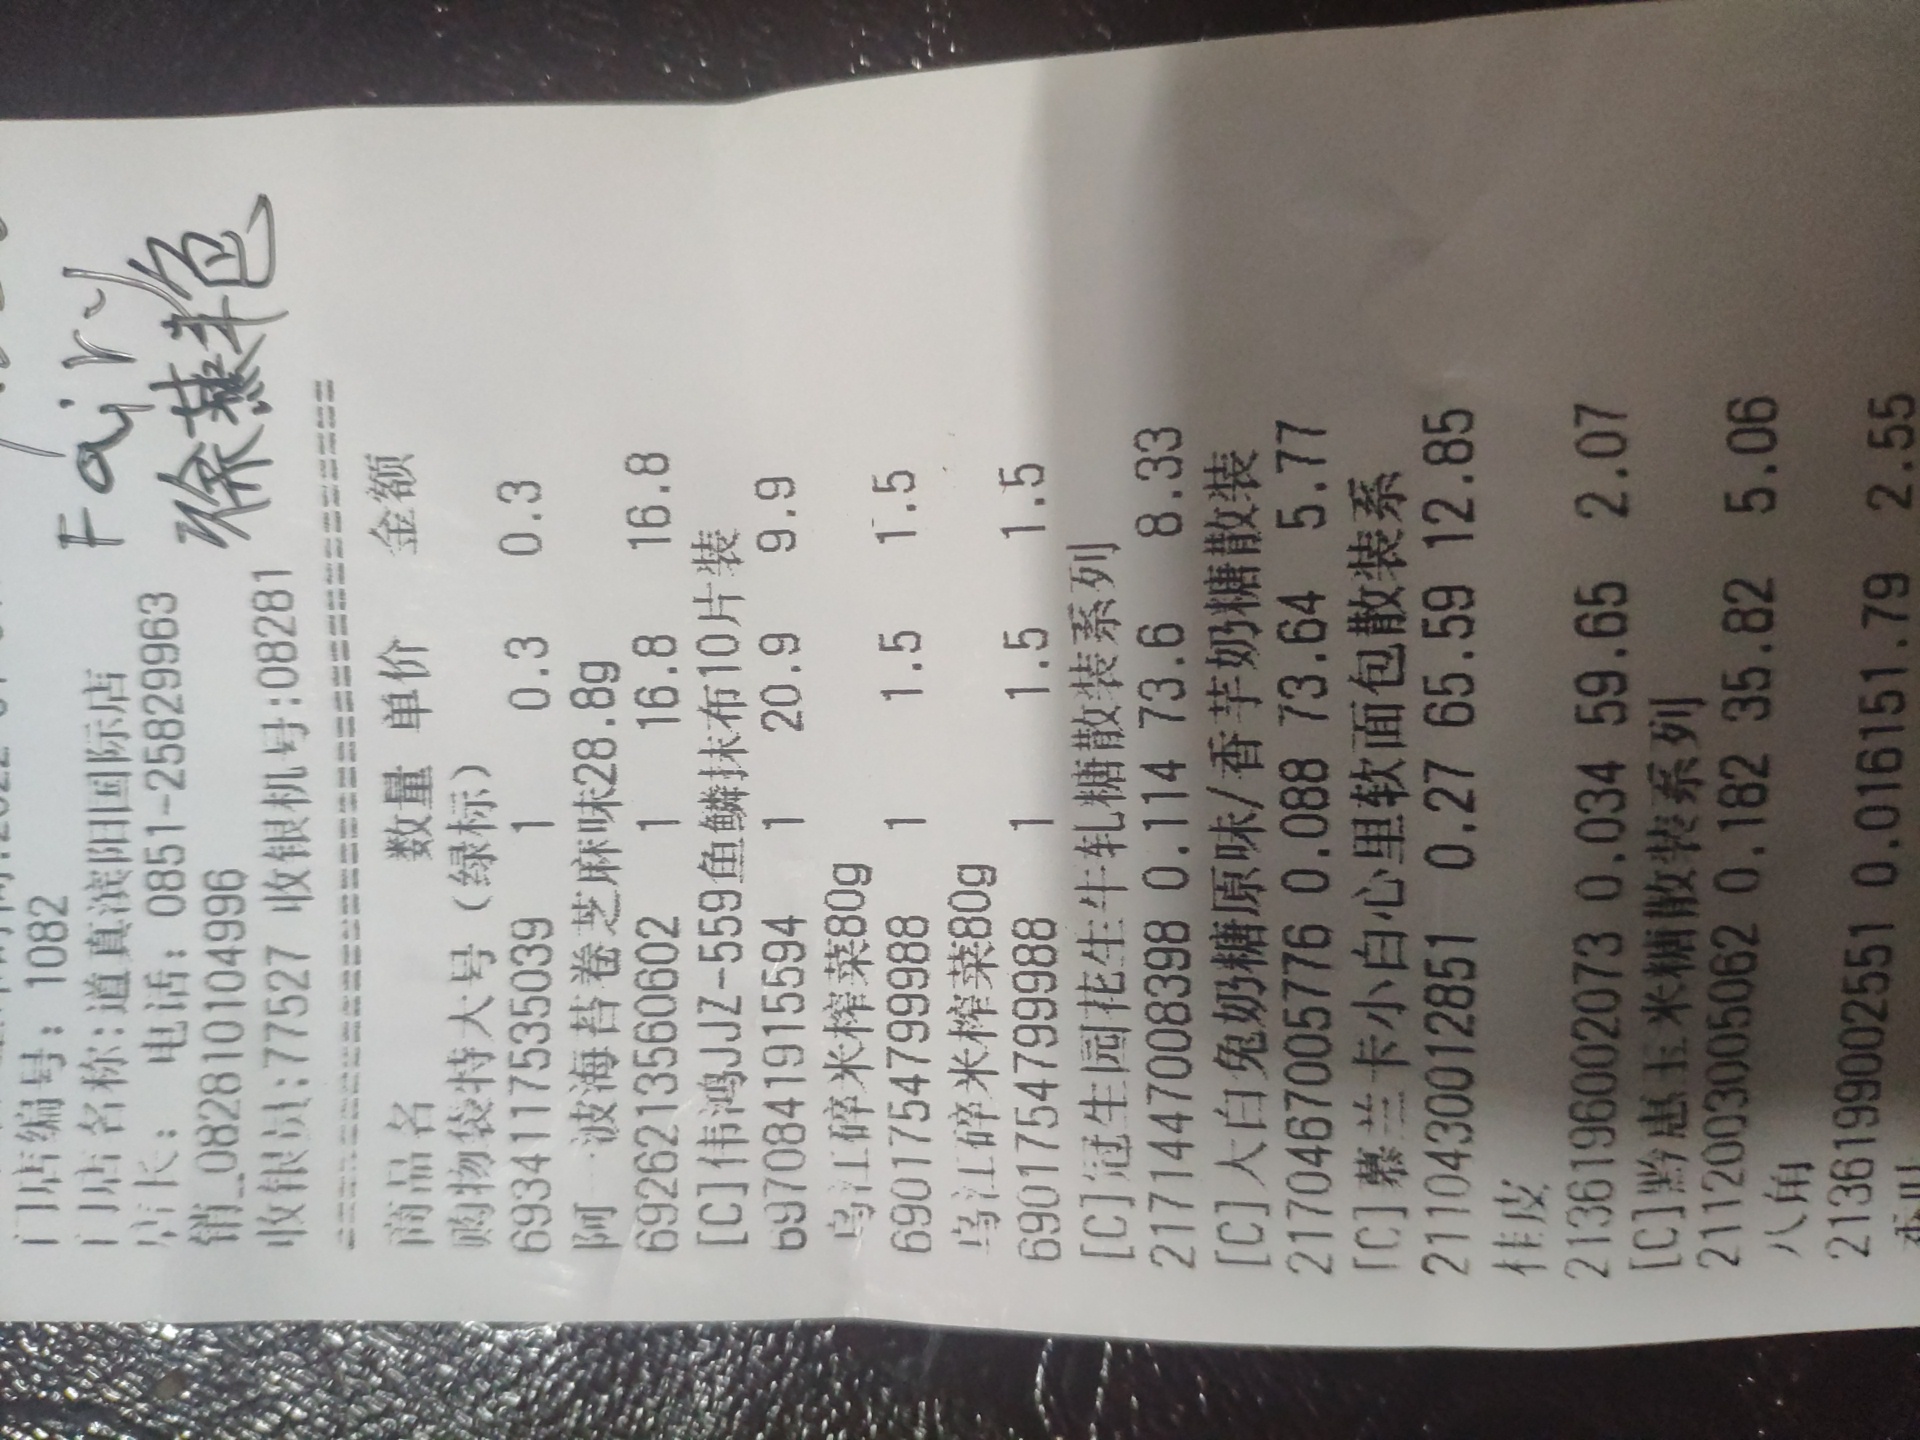 门店编号: 1082
门店名称:道真滨阳国际店
店长: 电话: 0851-25829963
Fairy
销_0828101104996
徐蒸羊色
收银员:77527 收银机号:08281
商品名 数量 单价 金额
购物袋特大号(绿标)
6934117535039 1 0.3 0.3
阿一波海苔卷芝麻味28.8g
6926213560602 1 16.8 16.8
[C]伟鸿JJZ-559鱼鳞抹布10片装
6970841915594 1 20.9 9.9
乌江碎米榨菜80g
6901754799988 1 1.5 1.5
乌江碎米榨菜80g
6901754799988 1 1.5 1.5
[C]冠生园花生牛轧糖散装系列
2171447008398 0.114 73.6 8.33
[C]大白兔奶糖原味/香芋奶糖散装
2170467005776 0.088 73.64 5.77
[C]慕兰卡小白心里软面包散装系
2110430012851 0.27 65.59 12.85
桂皮
2136196002073 0.034 59.65 2.07
[C]黔惠玉米糖散装系列
2112003005062 0.182 35.82 5.06
八角
2136199002551 0.016151.79 2.55